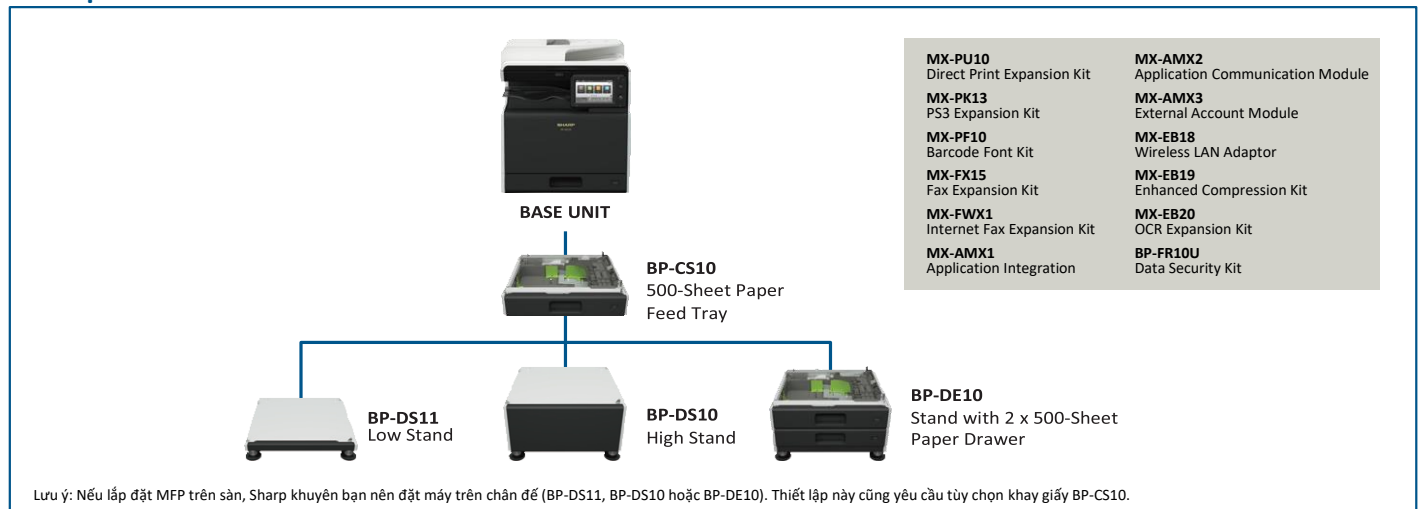 MX-PU10
Direct Print Expansion Kit
MX-PK13
PS3 Expansion Kit
MX-PF10
Barcode Font Kit
MX-FX15
Fax Expansion Kit
MX-FWX1
Internet Fax Expansion Kit
MX-AMX1
Application Integration
MX-AMX2
Application Communication Module
MX-AMX3
External Account Module
MX-EB18
Wireless LAN Adaptor
MX-EB19
Enhanced Compression Kit
MX-EB20
OCR Expansion Kit
BP-FR10U
Data Security Kit
SHARP
BASE UNIT
BP-CS10
500-Sheet Paper
Feed Tray
BP-DS11
Low Stand
BP-DS10
High Stand
BP-DE10
Stand with 2 x 500-Sheet
Paper Drawer
Lưu ý: Nếu lắp đặt MFP trên sàn, Sharp khuyên bạn nên đặt máy trên chân đế (BP-DS11, BP-DS10 hoặc BP-DE10). Thiết lập này cũng yêu cầu tùy chọn khay giấy BP-CS10.